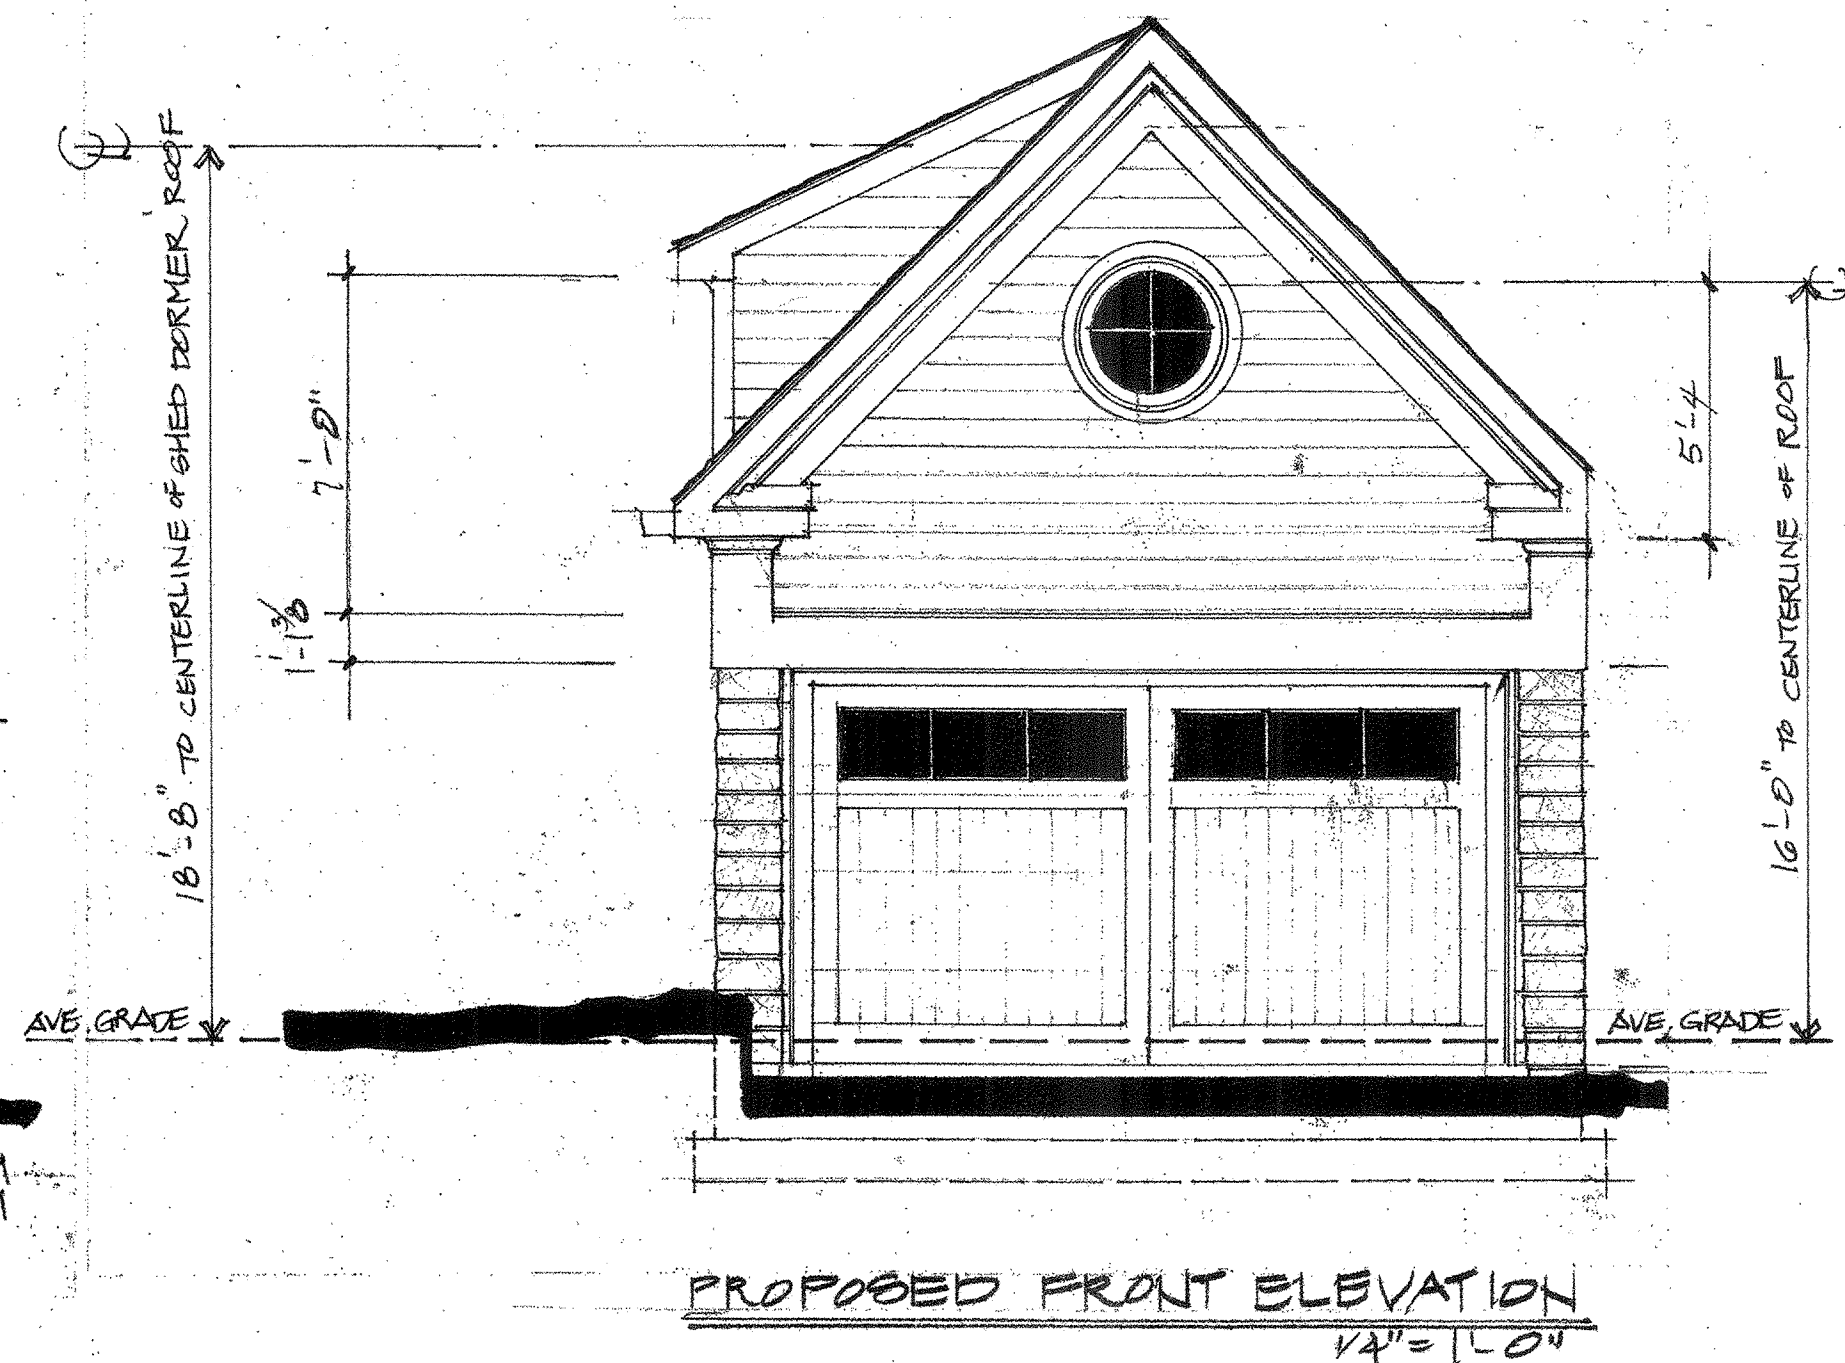 18'-8" TO CENTERLINE OF SHED DORMER ROOF
7'-0"
1'-1 3/8
5'-4
16'-0" TO CENTERLINE OF ROOF
AVE. GRADE
AVE. GRADE
PROPOSED FRONT ELEVATION
1/4" = 1'-0"